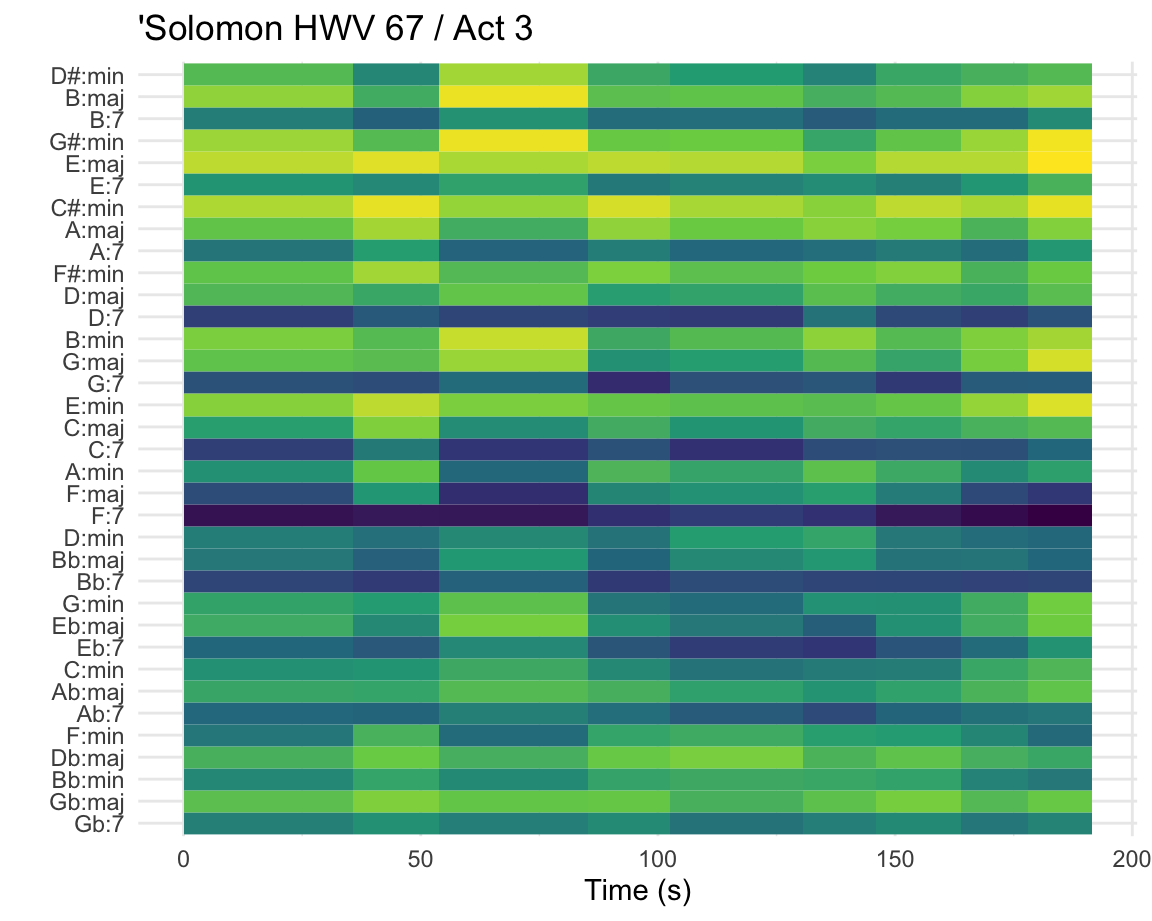 'Solomon HWV 67 / Act 3
D#:min
B:maj
B:7
G#:min
E:maj
E:7
C#:min
A:maj
A:7
F#:min
D:maj
D:7
B:min
G:maj
G:7
E:min
C:maj
C:7
A:min
F:maj
F:7
D:min
Bb:maj
Bb:7
G:min
Eb:maj
Eb:7
C:min
Ab:maj
Ab:7
F:min
Db:maj
Bb:min
Gb:maj
Gb:7
0 50 100 150 200
Time (s)